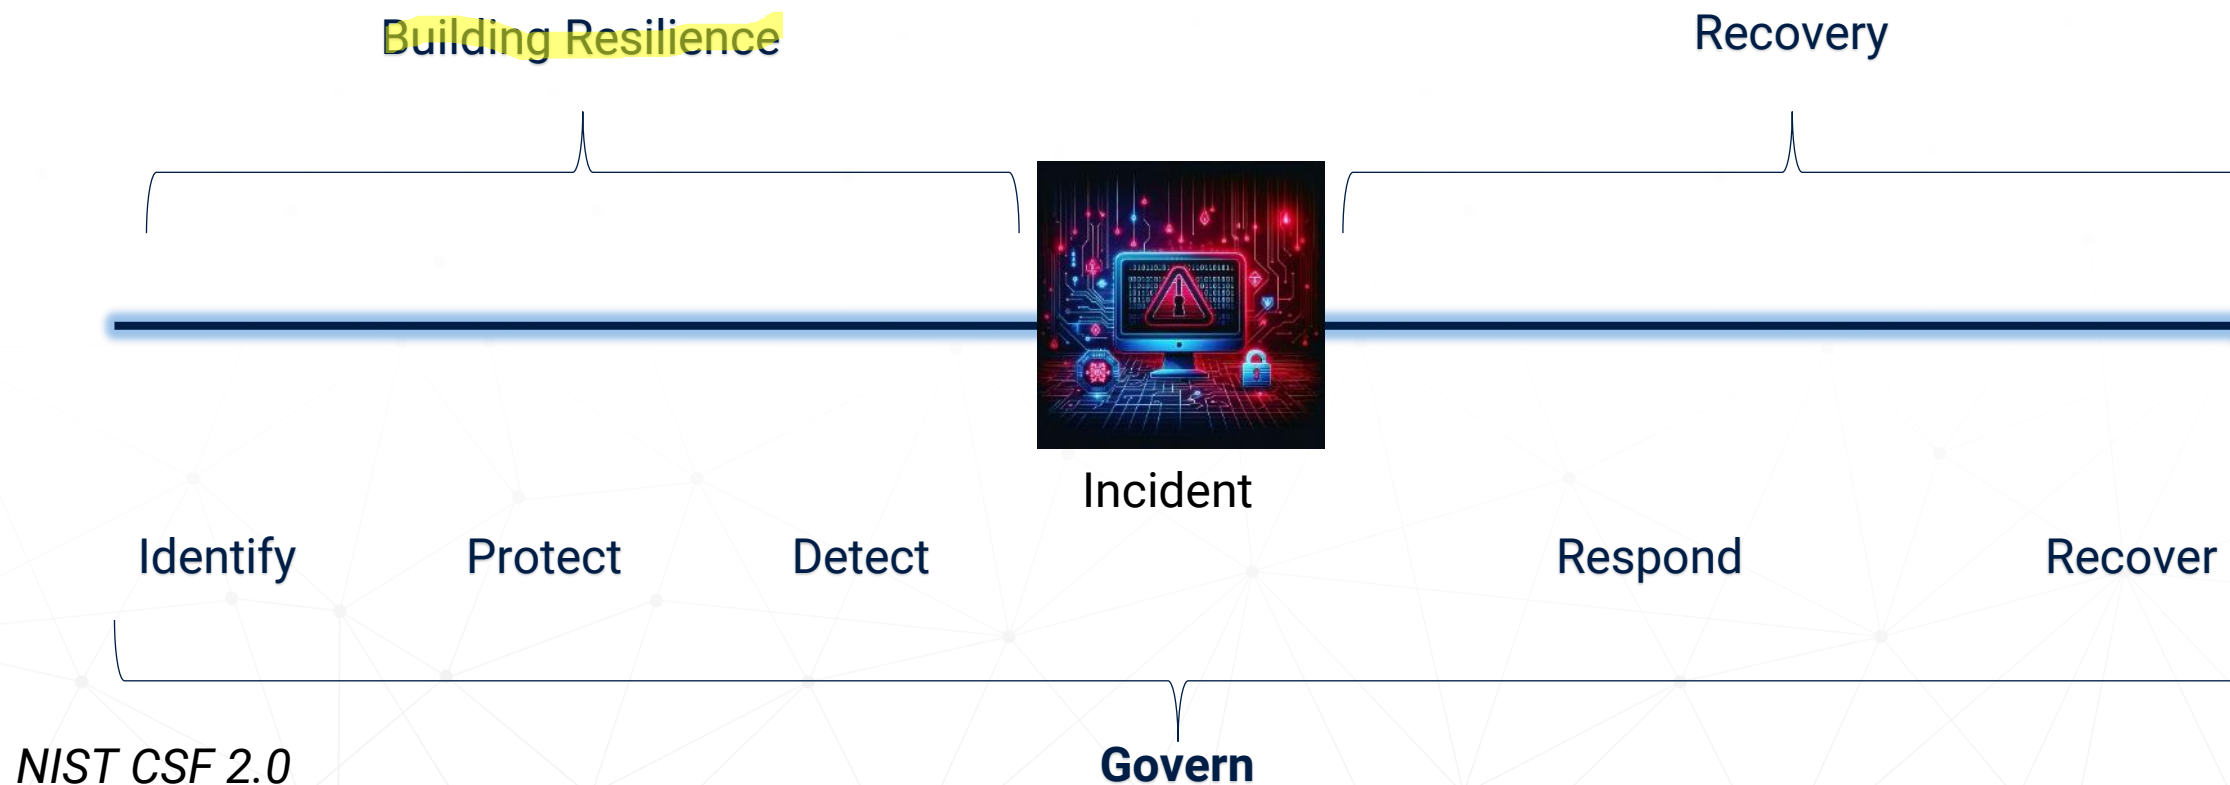 Building Resilience
Recovery
Incident
Identify
Protect
Detect
Respond
Recover
Govern
NIST CSF 2.0